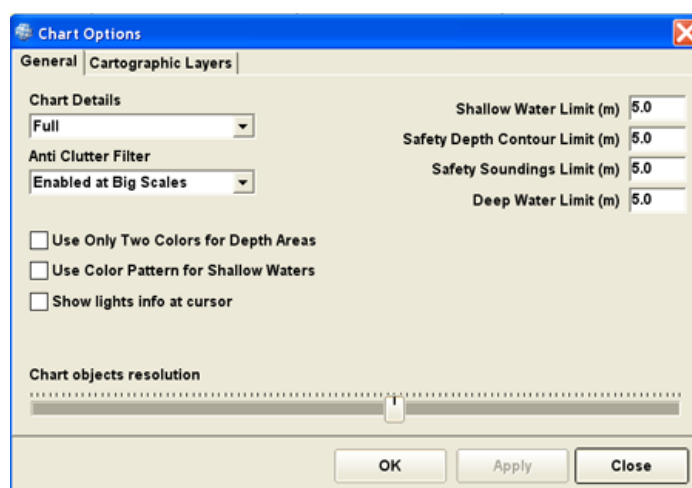 Chart Options
General Cartographic Layers
Chart Details
Full
Anti Clutter Filter
Enabled at Big Scales
Shallow Water Limit (m) 5.0
Safety Depth Contour Limit (m) 5.0
Safety Soundings Limit (m) 5.0
Deep Water Limit (m) 5.0
Use Only Two Colors for Depth Areas
Use Color Pattern for Shallow Waters
Show lights info at cursor
Chart objects resolution
OK Apply Close